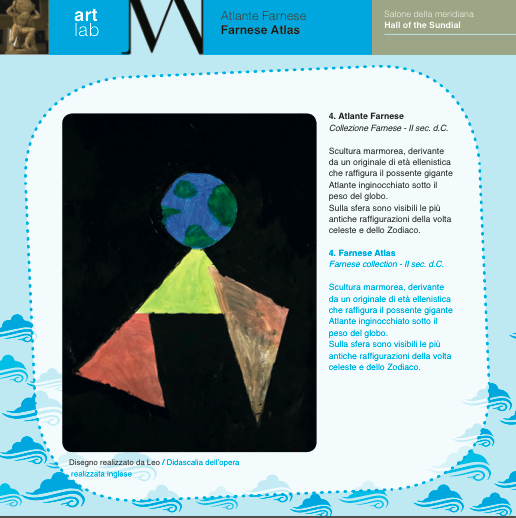 art
lab
Atlante Farnese
Farnese Atlas
Salone della meridiana
Hall of the Sundial
4. Atlante Farnese
Collezione Farnese - II sec. d.C.
Scultura marmorea, derivante
da un originale di età ellenistica
che raffigura il possente gigante
Atlante inginocchiato sotto il
peso del globo.
Sulla sfera sono visibili le più
antiche raffigurazioni della volta
celeste e dello Zodiaco.
4. Farnese Atlas
Farnese collection - II sec. d.C.
Scultura marmorea, derivante
da un originale di età ellenistica
che raffigura il possente gigante
Atlante inginocchiato sotto il
peso del globo.
Sulla sfera sono visibili le più
antiche raffigurazioni della volta
celeste e dello Zodiaco.
Disegno realizzato da Leo / Didascalia dell'opera
realizzata inglese